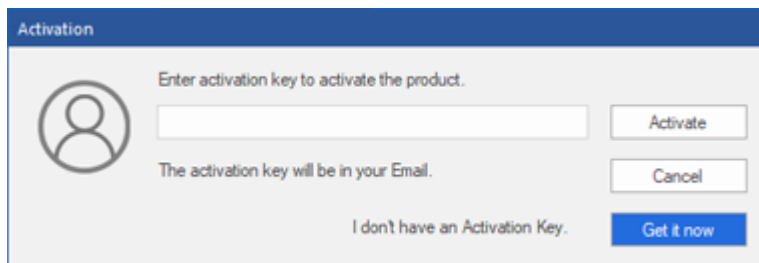 Activation
Enter activation key to activate the product.
Activate
The activation key will be in your Email.
Cancel
I don't have an Activation Key.
Get it now